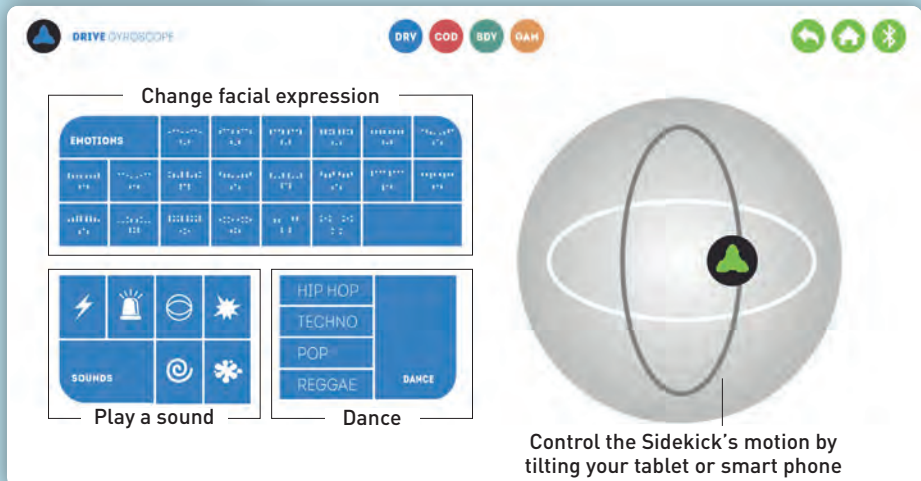 DRIVE GYROSCOPE
DRV COD BDY GAM
Change facial expression
EMOTIONS
HIP HOP
TECHNO
POP
REGGAE
SOUNDS
DANCE
Play a sound
Dance
Control the Sidekick's motion by
tilting your tablet or smart phone